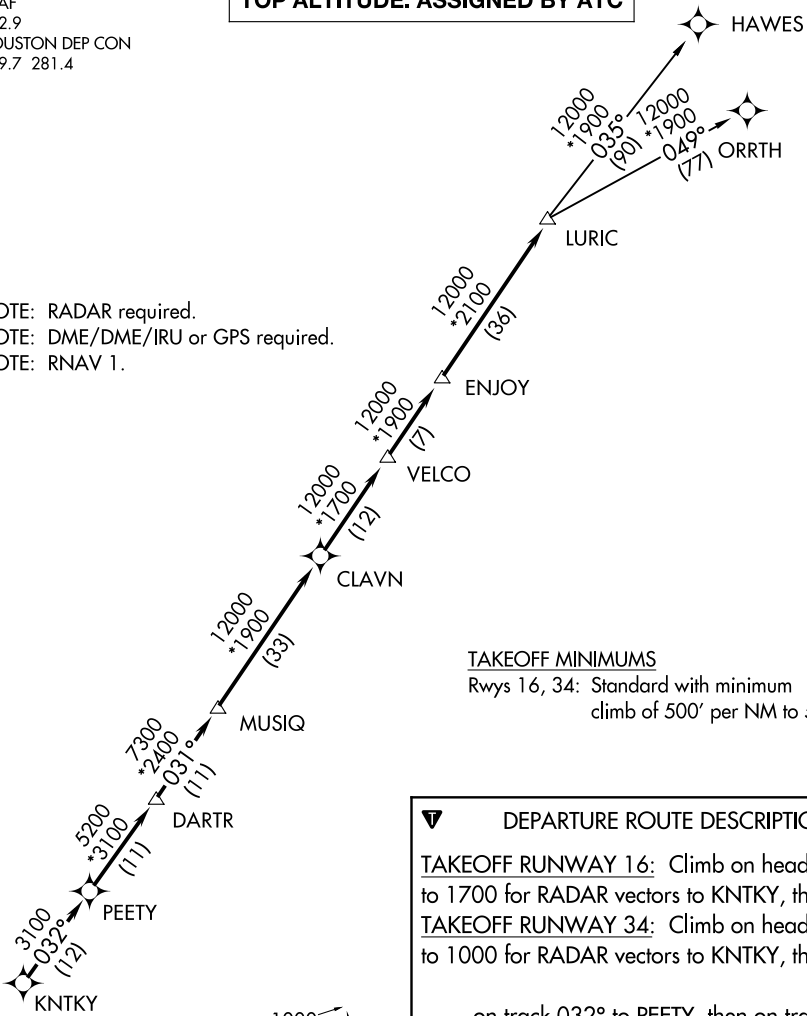 TOP ALTITUDE: ASSIGNED BY ATC
2.9
DEP CON
9.7 281.4
HAWES
12000
*1900
035°
(90)
12000
*1900
049°
(77)
ORRTH
LURIC
12000
*2100
(36)
OTE: RADAR required.
OTE: DME/DME/IRU or GPS required.
OTE: RNAV 1.
ENJOY
12000
*1900
(7)
VELCO
12000
*1700
(12)
CLAVN
12000
*1900
(33)
TAKEOFF MINIMUMS
Rwys 16, 34: Standard with minimum
climb of 500' per NM to
MUSIQ
7300
*2400
031°
(11)
DARTR
5200
*3100
(11)
PEETY
3100
032°
(12)
KNTKY
DEPARTURE ROUTE DESCRIPTIO
TAKEOFF RUNWAY 16: Climb on head
to 1700 for RADAR vectors to KNTKY, th
TAKEOFF RUNWAY 34: Climb on head
to 1000 for RADAR vectors to KNTKY, th
on track 032° to PEETY, then on tra